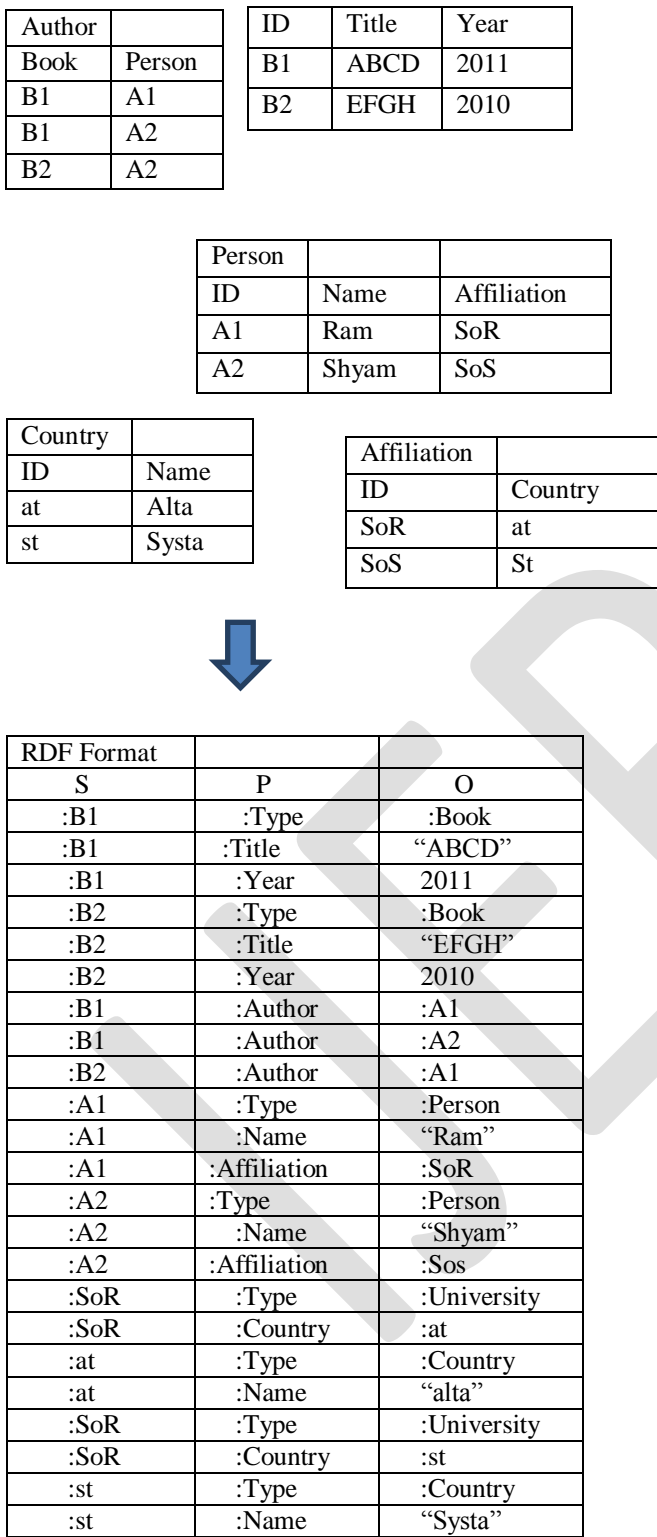 Author
Book Person
B1 A1
B1 A2
B2 A2
ID Title Year
B1 ABCD 2011
B2 EFGH 2010
Person
ID Name Affiliation
A1 Ram SoR
A2 Shyam SoS
Country
ID Name
at Alta
st Systa
Affiliation
ID Country
SoR at
SoS St
RDF Format
S P O
:B1 :Type :Book
:B1 :Title “ABCD”
:B1 :Year 2011
:B2 :Type :Book
:B2 :Title “EFGH”
:B2 :Year 2010
:B1 :Author :A1
:B1 :Author :A2
:B2 :Author :A1
:A1 :Type :Person
:A1 :Name “Ram”
:A1 :Affiliation :SoR
:A2 :Type :Person
:A2 :Name “Shyam”
:A2 :Affiliation :Sos
:SoR :Type :University
:SoR :Country :at
:at :Type :Country
:at :Name “alta”
:SoR :Type :University
:SoR :Country :st
:st :Type :Country
:st :Name “Systa”